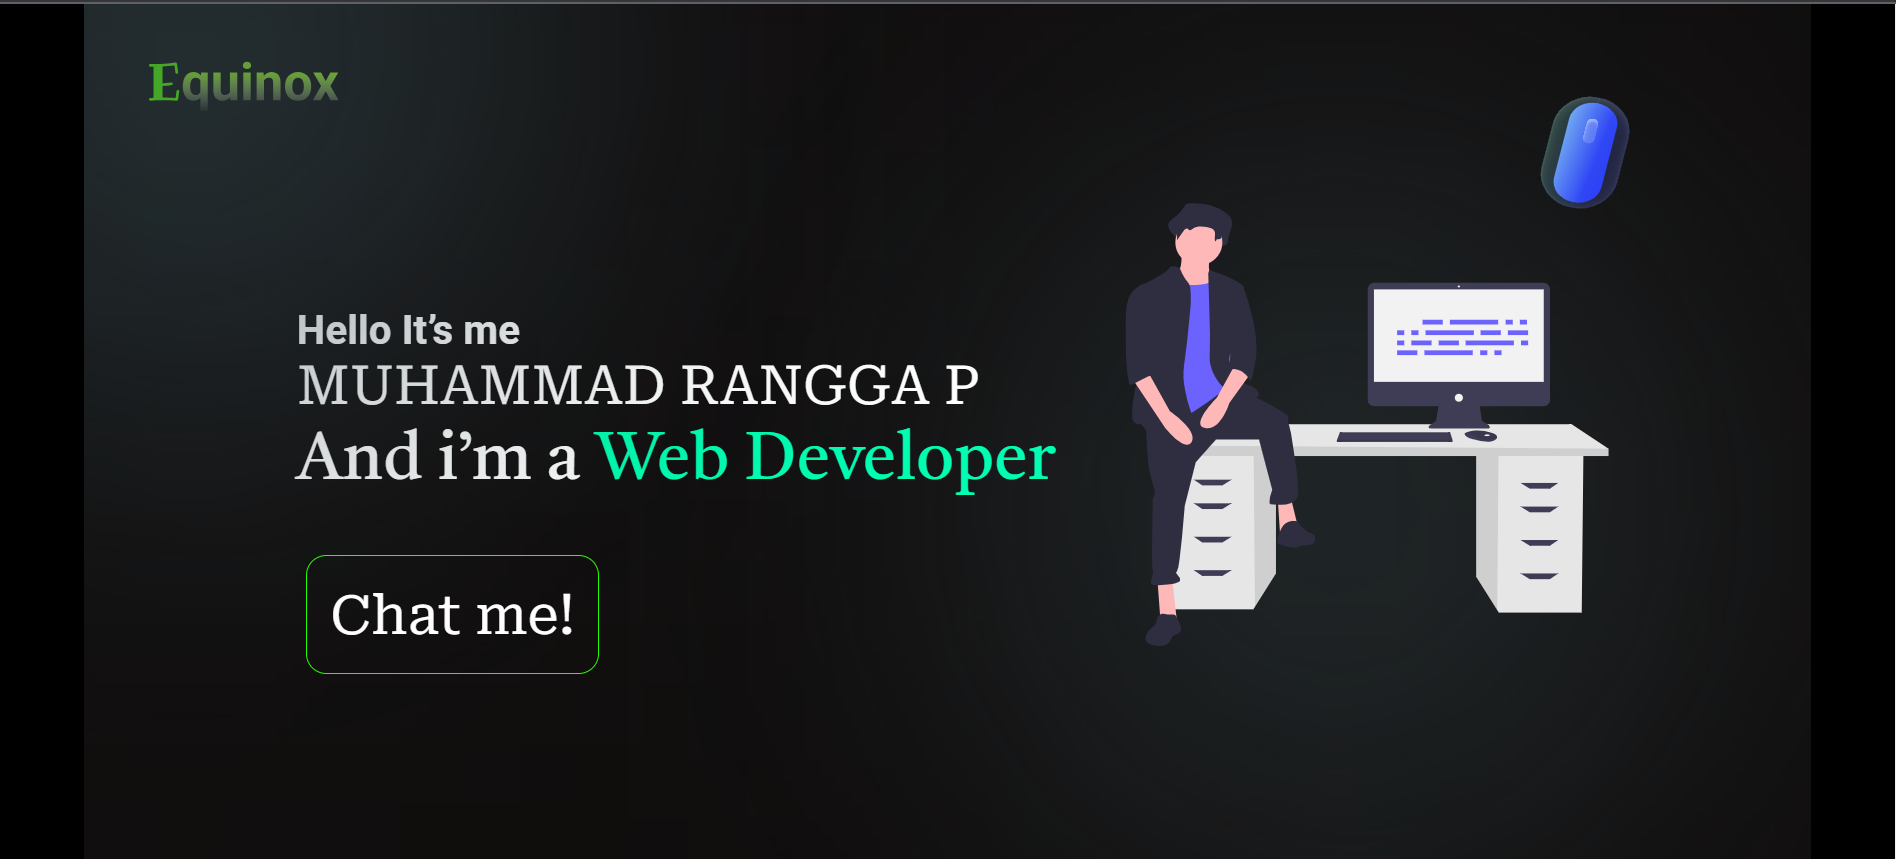 Equinox
Hello It’s me
MUHAMMAD RANGGA P
And i’m a Web Developer
Chat me!